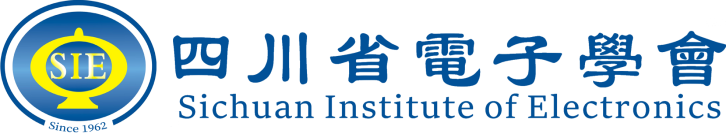 SIE
Since 1962
四川省電子學會
Sichuan Institute of Electronics